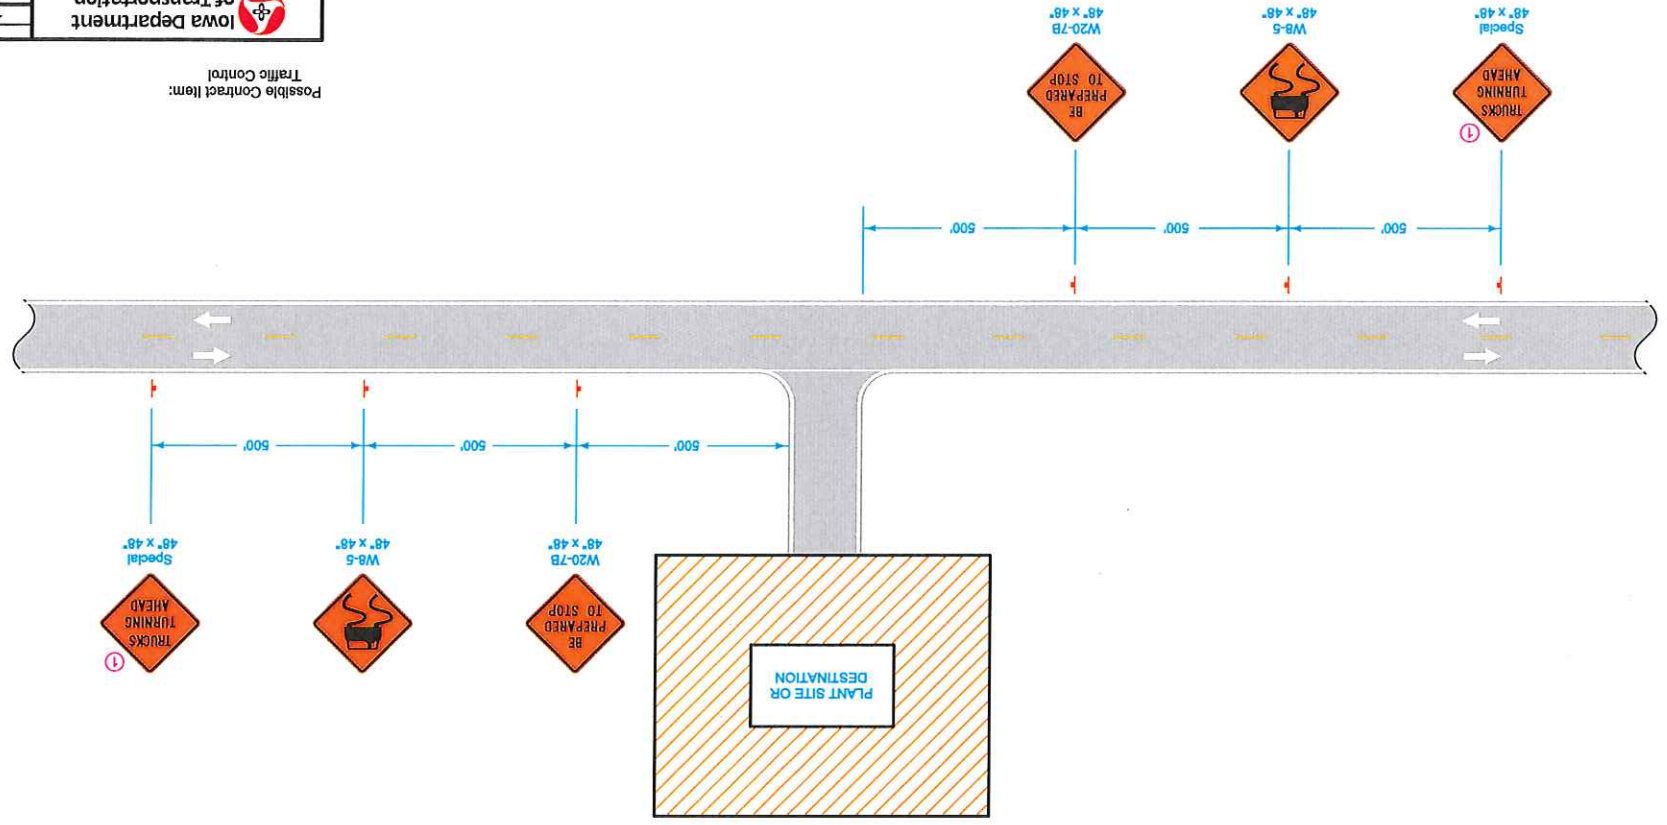 PLANT SITE OR
DESTINATION
BE
PREPARED
TO STOP
W20-7B
48" x 48"
W8-5
48" x 48"
1
TRUCKS
TURNING
AHEAD
Special
48" x 48"
500'
500'
500'
500'
500'
500'
1
TRUCKS
TURNING
AHEAD
Special
48" x 48"
W8-5
48" x 48"
BE
PREPARED
TO STOP
W20-7B
48" x 48"
Possible Contract Item:
Traffic Control
Iowa Department
of Transportation